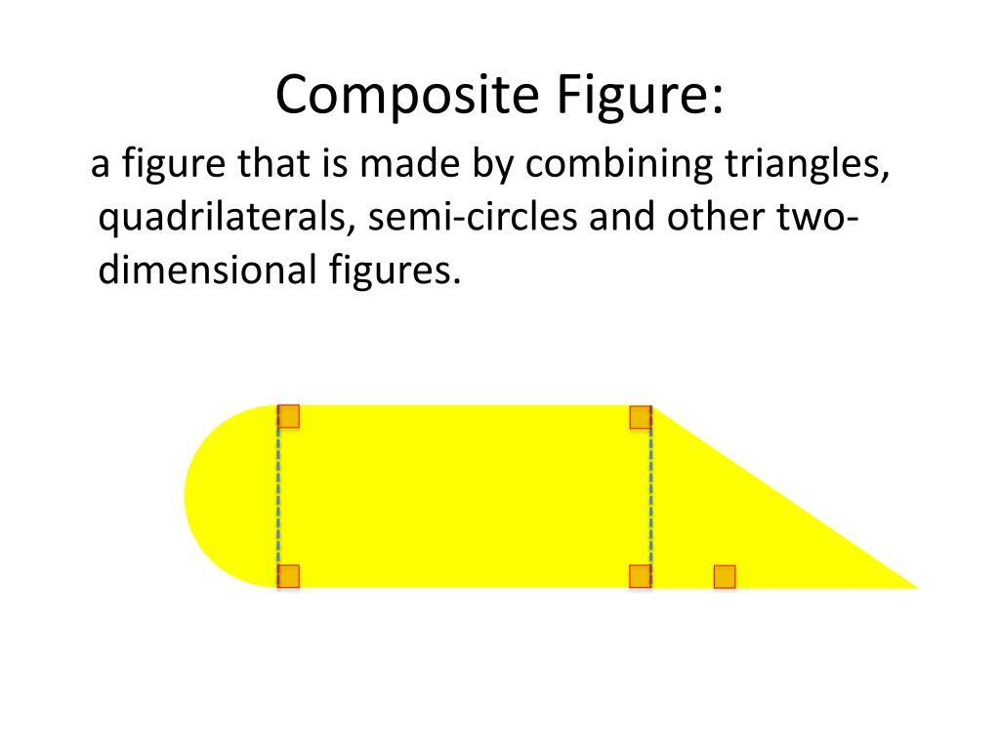 Composite Figure:
a figure that is made by combining triangles,
quadrilaterals, semi-circles and other two-
dimensional figures.